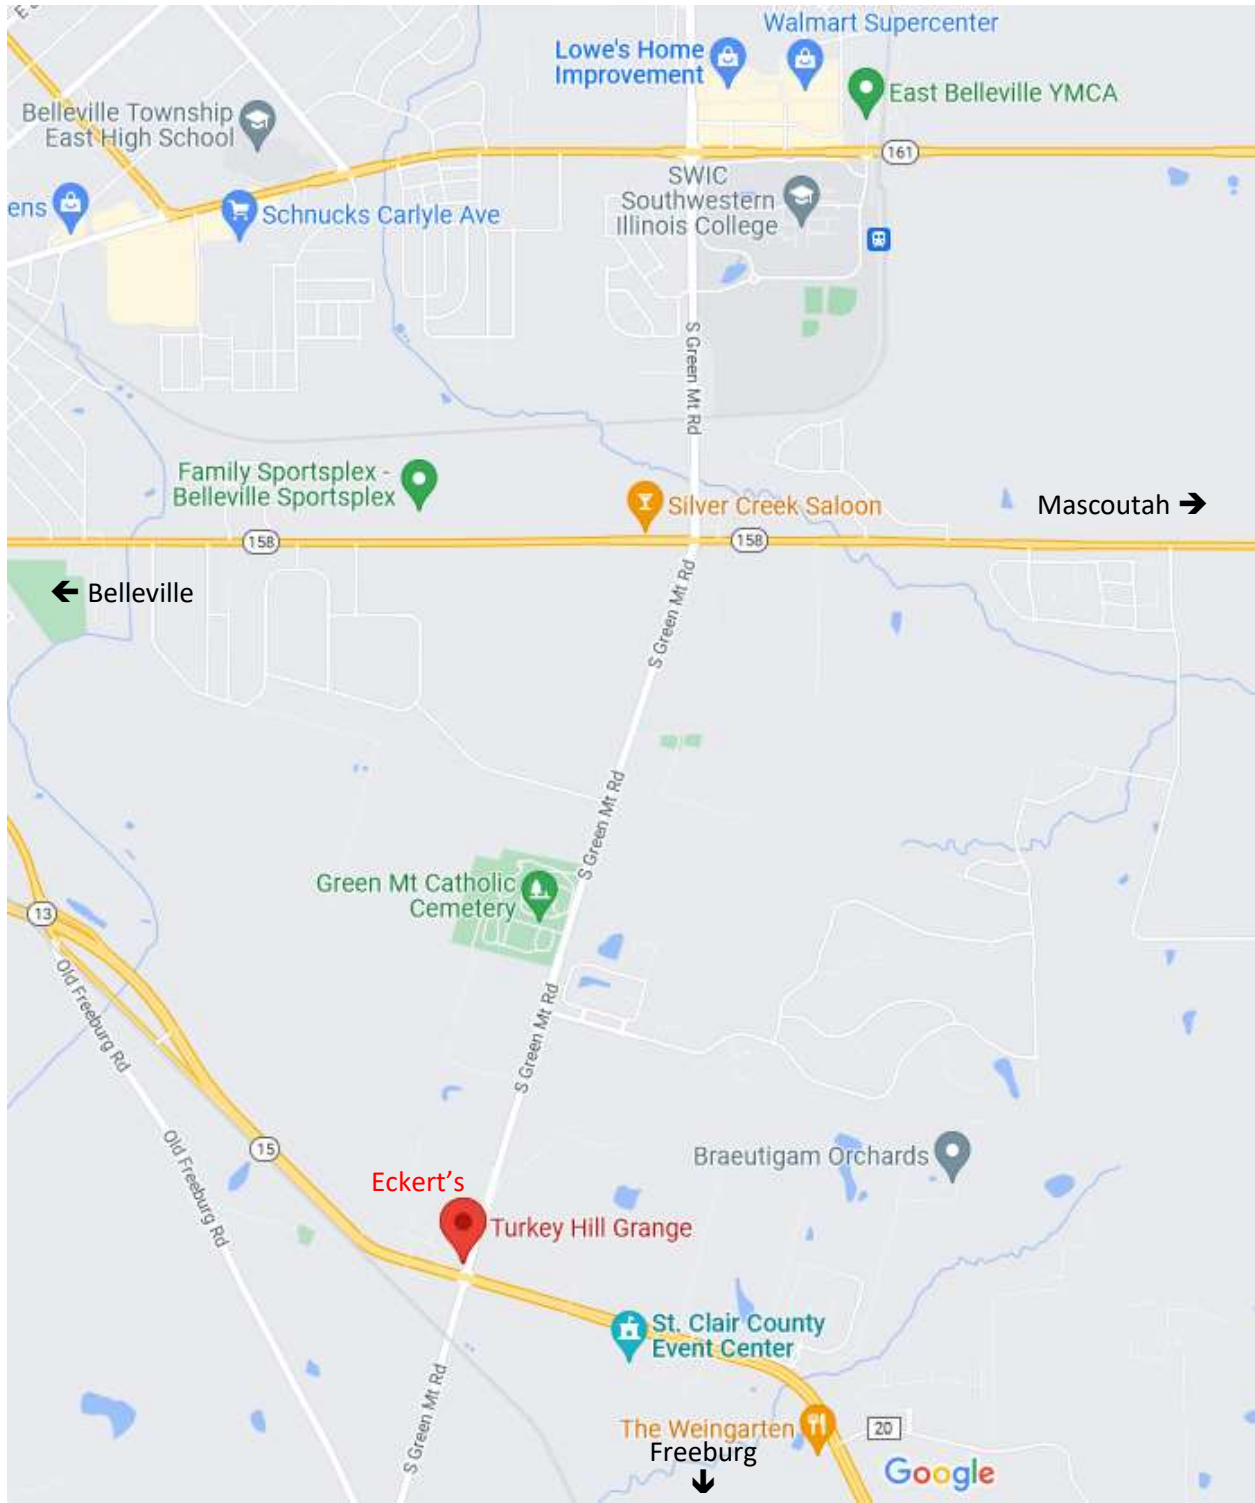 Walmart Supercenter
Lowe's Home
Improvement
East Belleville YMCA
Belleville Township
East High School
161
SWIC
Southwestern
Illinois College
ens
Schnucks Carlyle Ave
S Green Mt Rd
Family Sportsplex -
Belleville Sportsplex
Silver Creek Saloon
Mascoutah →
158
158
← Belleville
S Green Mt Rd
S Green Mt Rd
Green Mt Catholic
Cemetery
13
Old Freeburg Rd
S Green Mt Rd
15
Old Freeburg Rd
Braeutigam Orchards
Eckert's
Turkey Hill Grange
St. Clair County
Event Center
S Green Mt Rd
The Weingarten
20
Freeburg
↓
Google